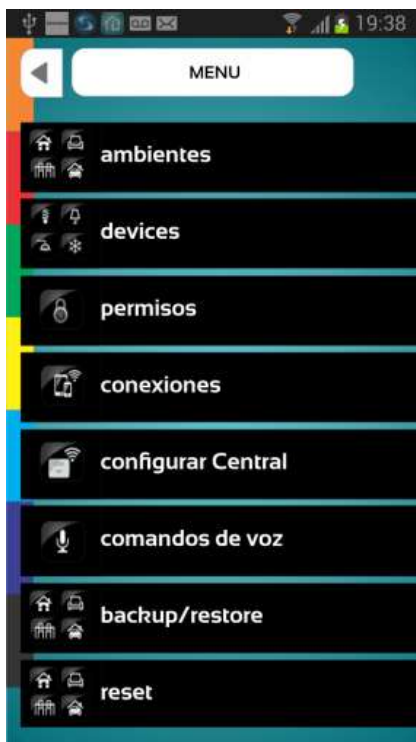 19:38
MENU
ambientes
devices
permisos
conexiones
configurar Central
comandos de voz
backup/restore
reset